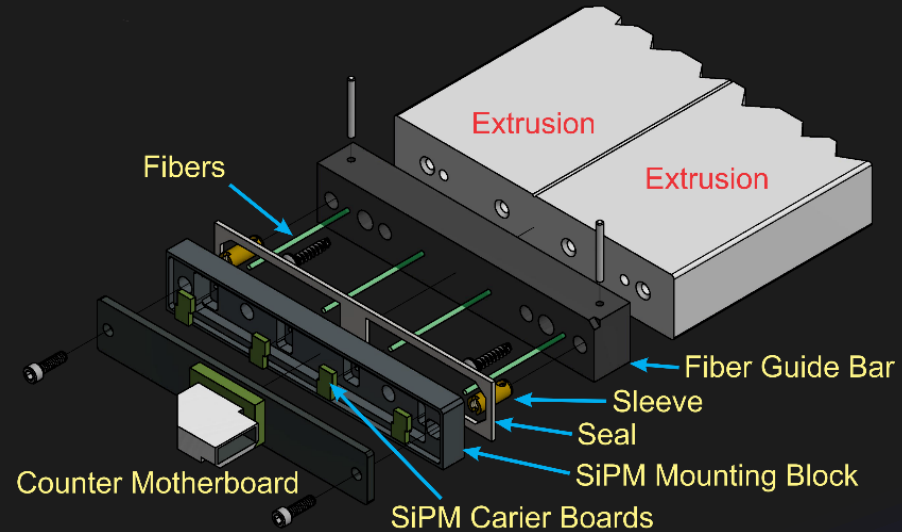 Extrusion
Extrusion
Fibers
Fiber Guide Bar
Sleeve
Seal
SiPM Mounting Block
Counter Motherboard
SiPM Carier Boards